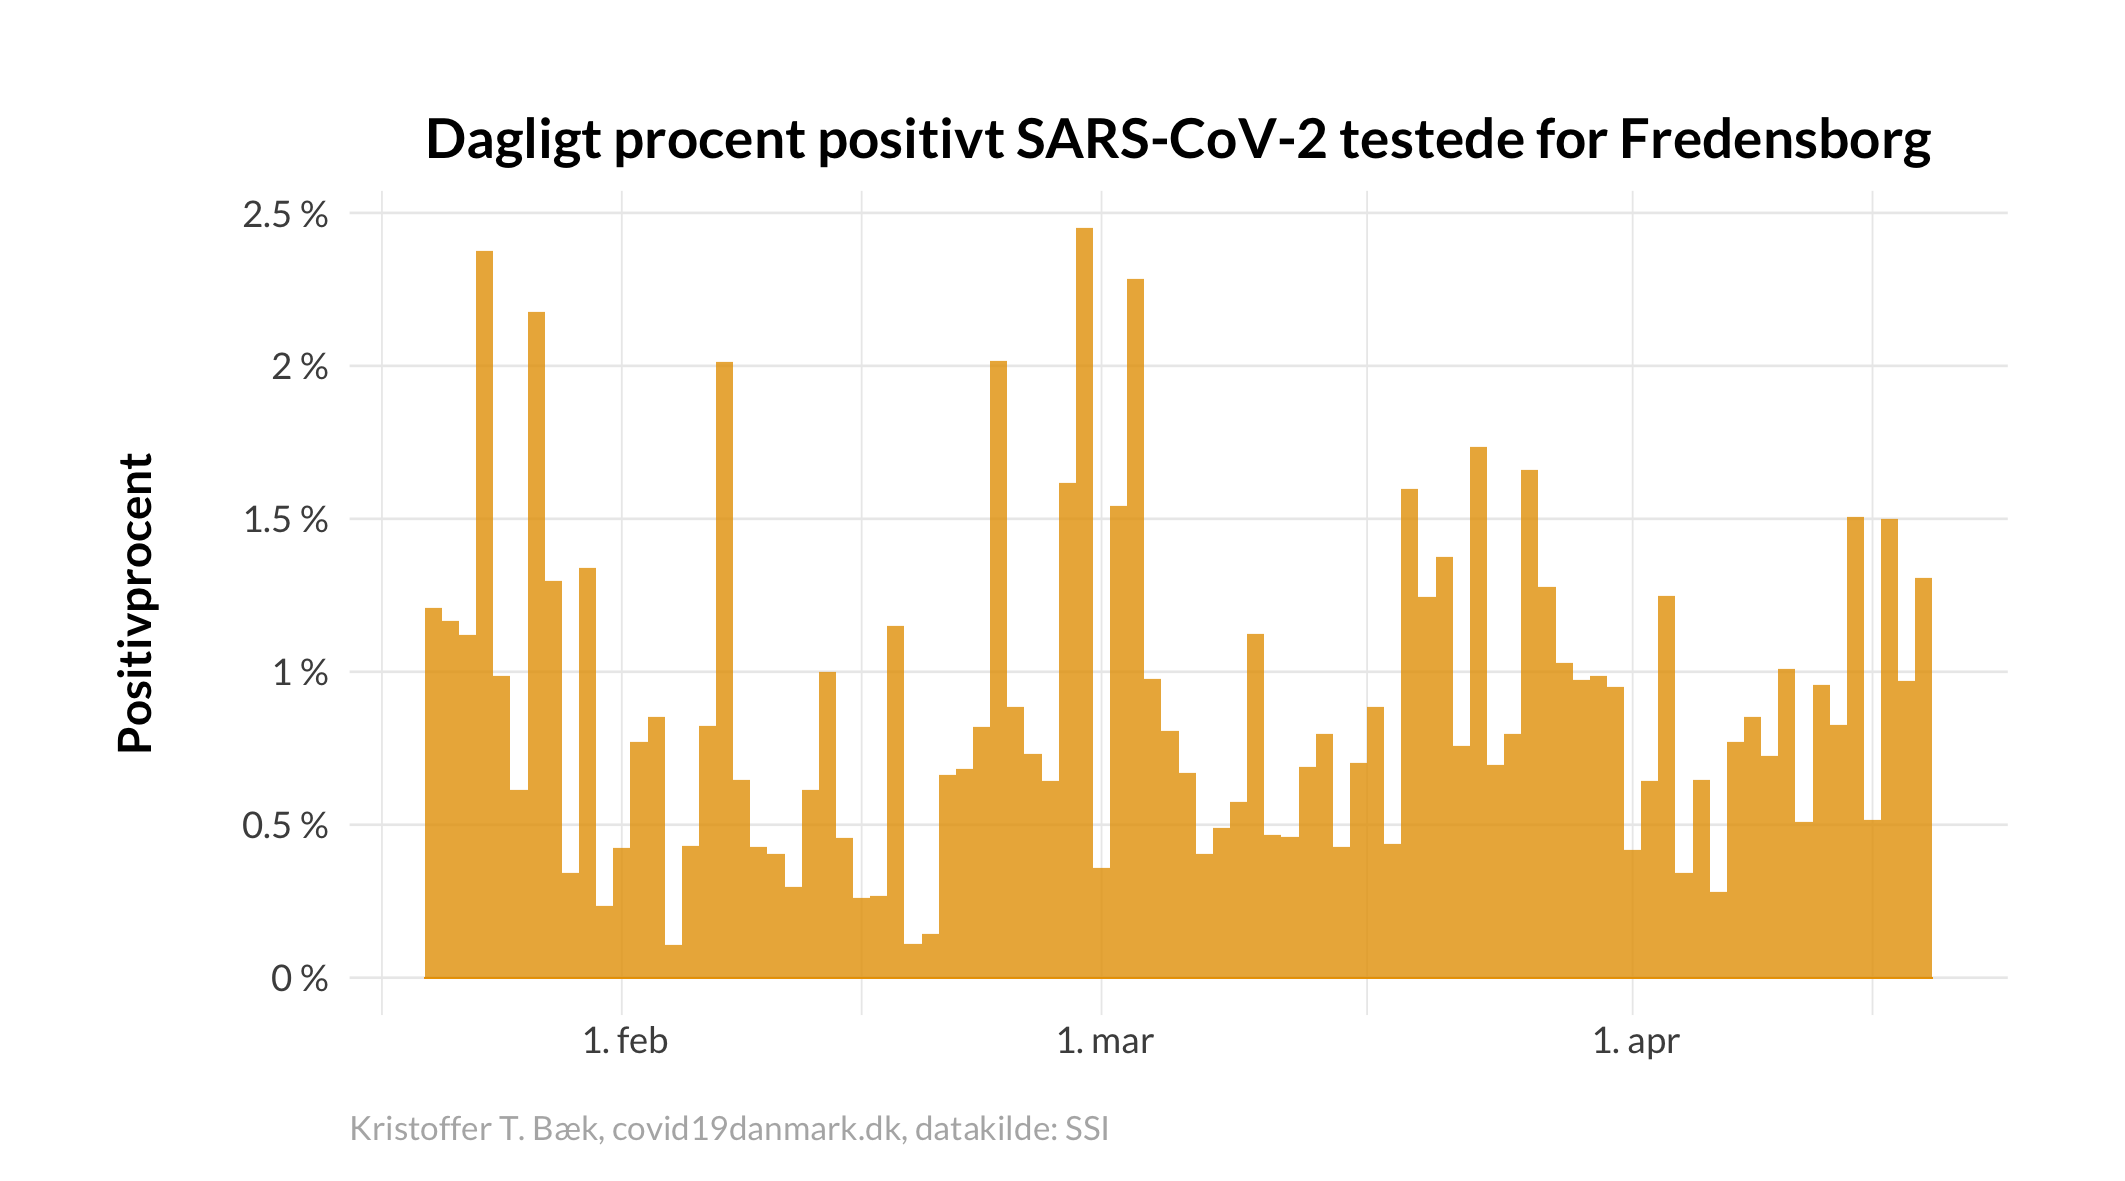 Dagligt procent positivt SARS-CoV-2 testede for Fredensborg
Positivprocent
2.5 %
2 %
1.5 %
1 %
0.5 %
0 %
1. feb
1. mar
1. apr
Kristoffer T. Bæk, covid19danmark.dk, datakilde: SSI